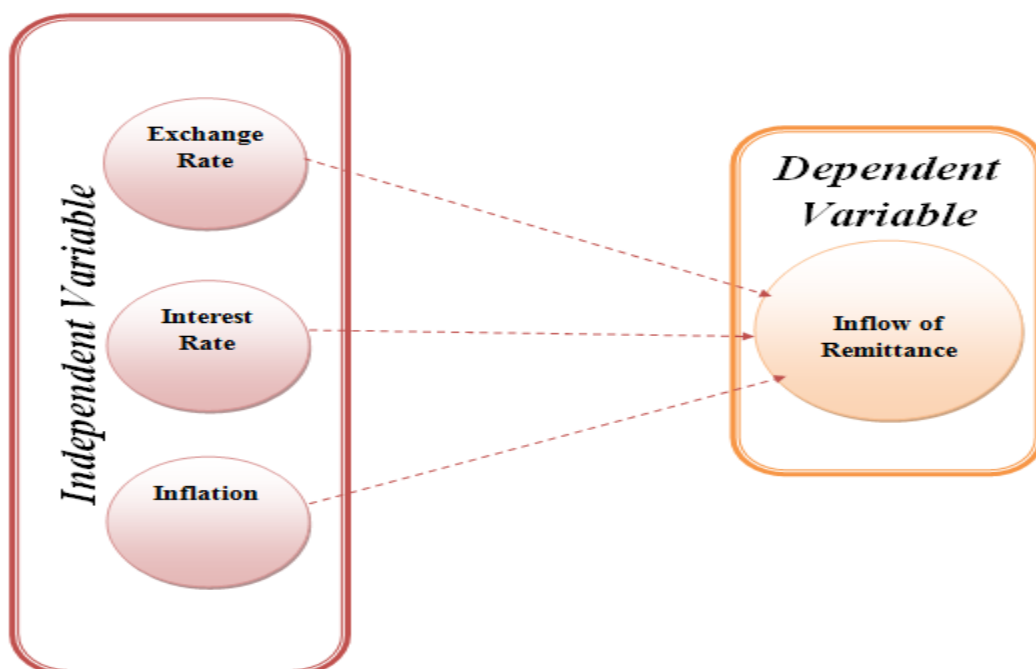 Independent Variable
Exchange
Rate
Interest
Rate
Inflation
Dependent
Variable
Inflow of
Remittance